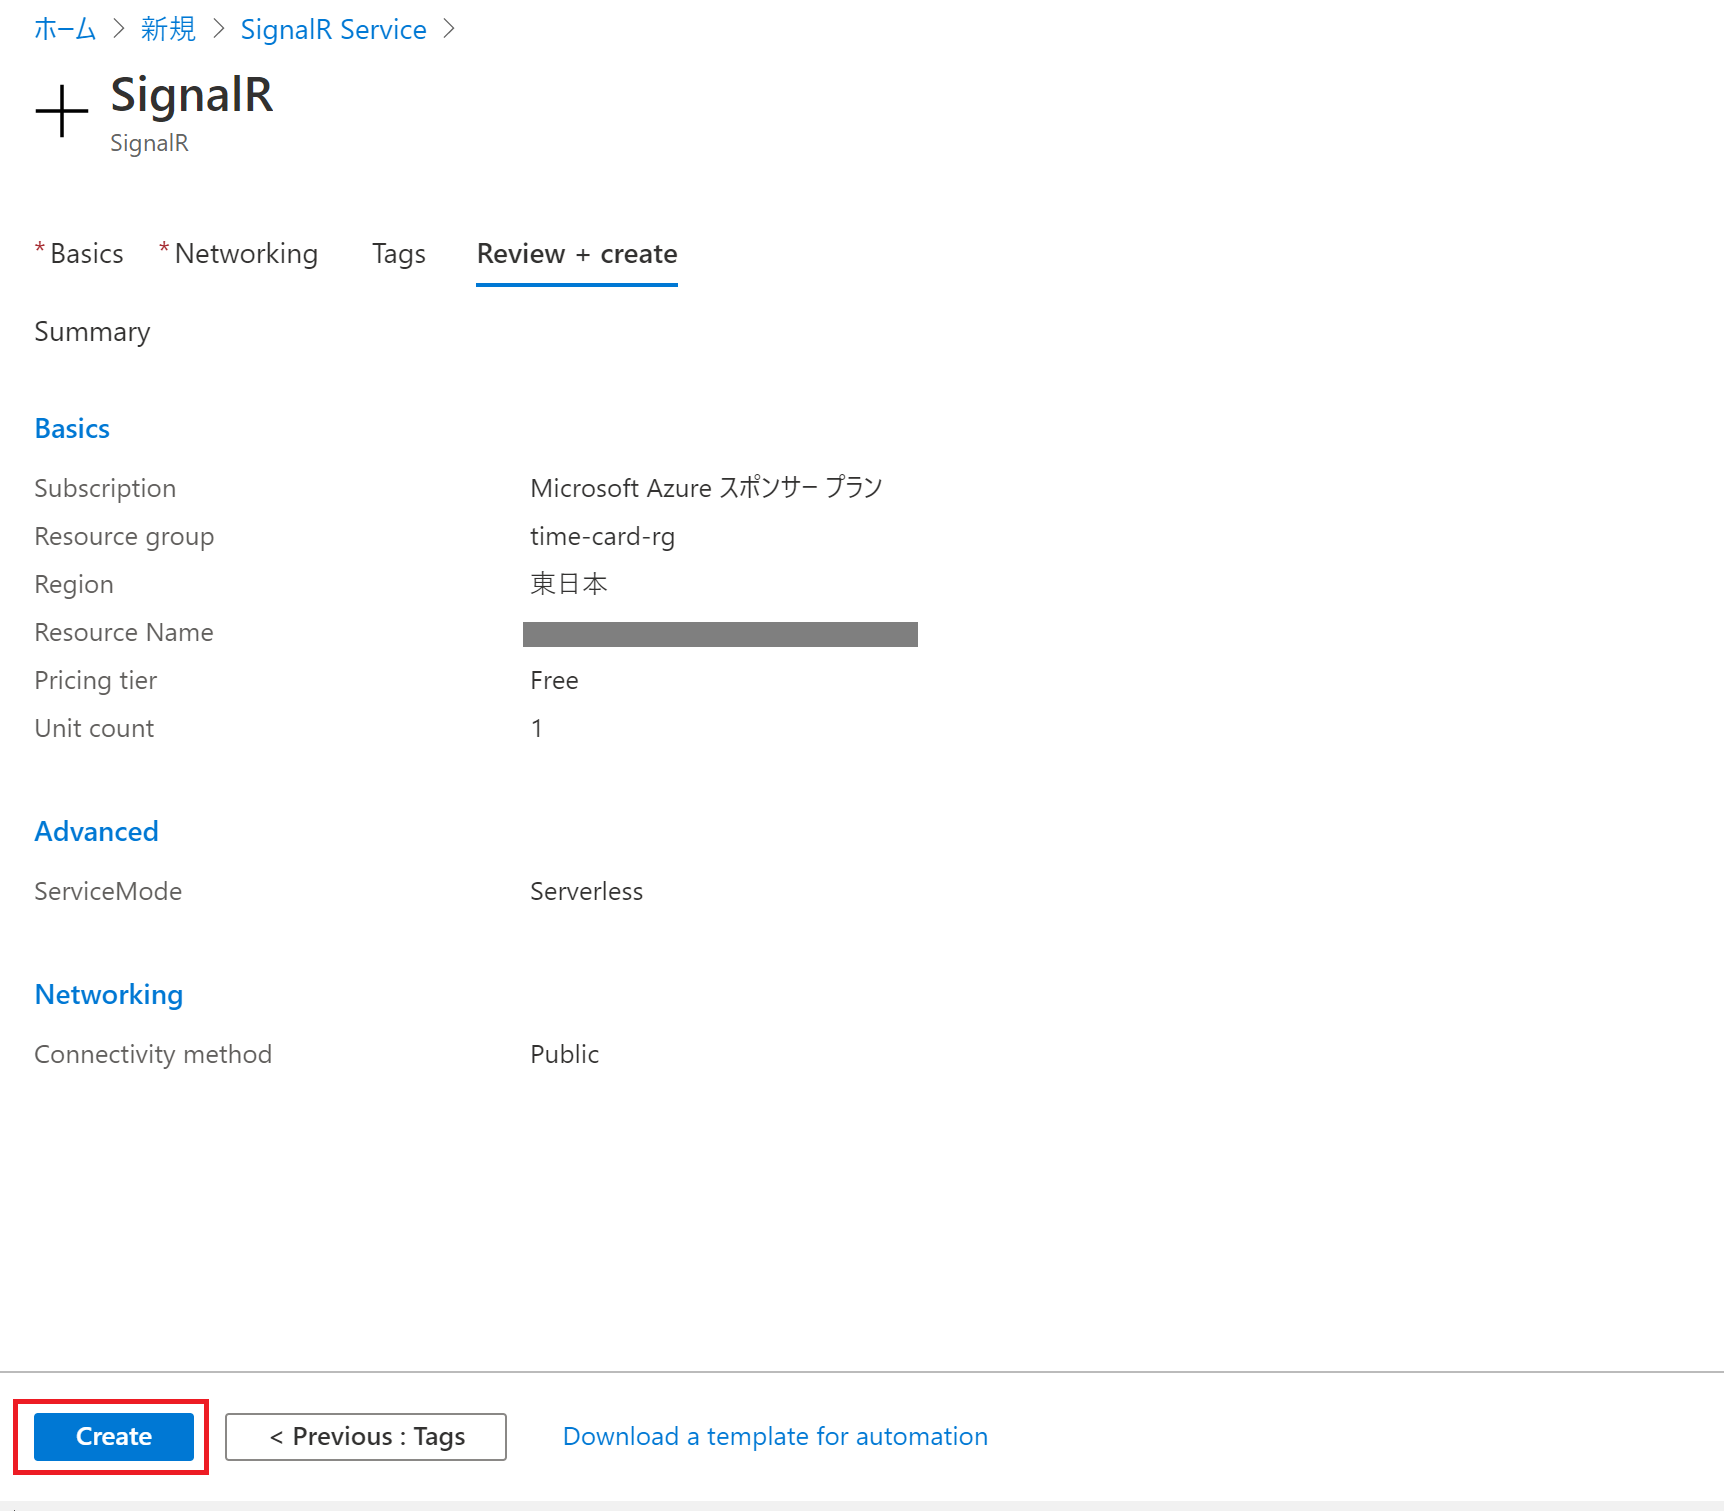 ホーム > 新規 > SignalR Service >
SignalR
SignalR
* Basics * Networking Tags Review + create
Summary
Basics
Subscription Microsoft Azure スポンサー プラン
Resource group time-card-rg
Region 東日本
Resource Name
Pricing tier Free
Unit count 1
Advanced
ServiceMode Serverless
Networking
Connectivity method Public
Create < Previous : Tags Download a template for automation